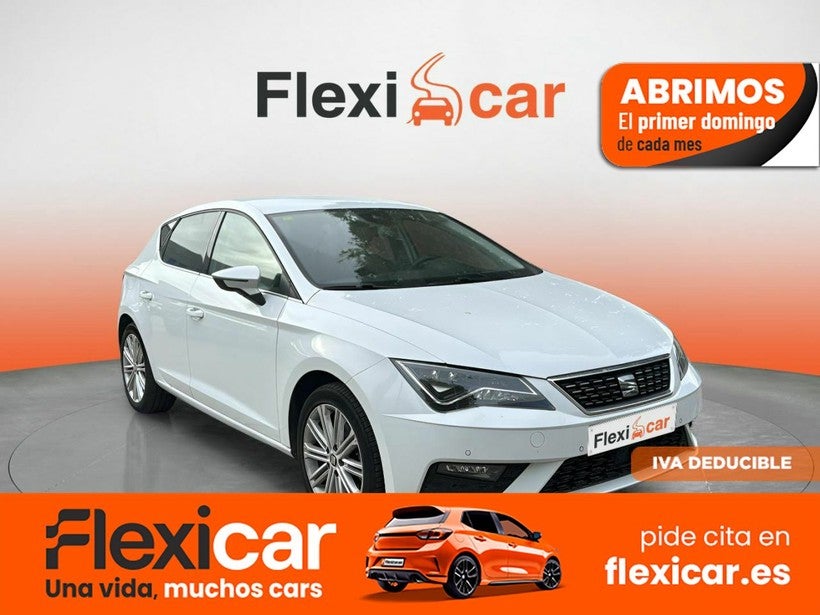 Flexicar
ABRIMOS
El primer domingo
de cada mes
Flexicar
IVA DEDUCIBLE
Flexicar
Una vida, muchos cars
pide cita en
flexicar.es